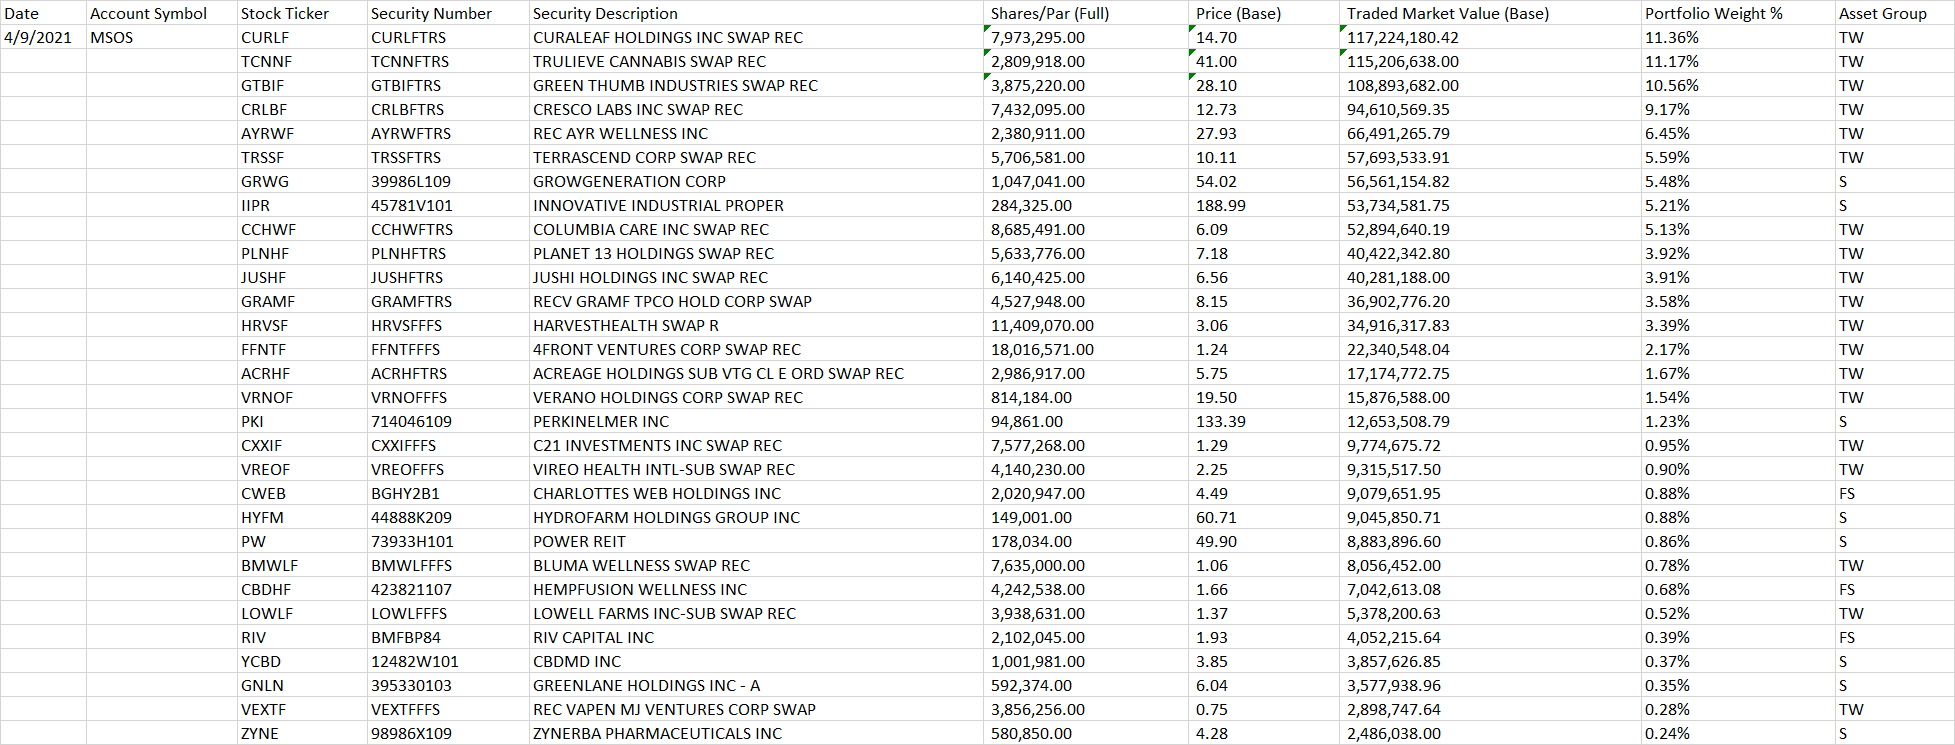 Date Account Symbol Stock Ticker Security Number Security Description Shares/Par (Full) Price (Base) Traded Market Value (Base) Portfolio Weight % Asset Group
4/9/2021 MSOS CURLF CURLFTRS CURALEAF HOLDINGS INC SWAP REC 7,973,295.00 14.70 117,224,180.42 11.36% TW
TCNNF TCNNFTRS TRULIEVE CANNABIS SWAP REC 2,809,918.00 41.00 115,206,638.00 11.17% TW
GTBIF GTBIFTRS GREEN THUMB INDUSTRIES SWAP REC 3,875,220.00 28.10 108,893,682.00 10.56% TW
CRLBF CRLBFTRS CRESCO LABS INC SWAP REC 7,432,095.00 12.73 94,610,569.35 9.17% TW
AYRWF AYRWFTRS REC AYR WELLNESS INC 2,380,911.00 27.93 66,491,265.79 6.45% TW
TRSSF TRSSFTRS TERRASCEND CORP SWAP REC 5,706,581.00 10.11 57,693,533.91 5.59% TW
GRWG 39986L109 GROWGENERATION CORP 1,047,041.00 54.02 56,561,154.82 5.48% S
IIPR 45781V101 INNOVATIVE INDUSTRIAL PROPER 284,325.00 188.99 53,734,581.75 5.21% S
CCHWF CCHWFTRS COLUMBIA CARE INC SWAP REC 8,685,491.00 6.09 52,894,640.19 5.13% TW
PLNHF PLNHFTRS PLANET 13 HOLDINGS SWAP REC 5,633,776.00 7.18 40,422,342.80 3.92% TW
JUSHF JUSHFTRS JUSHI HOLDINGS INC SWAP REC 6,140,425.00 6.56 40,281,188.00 3.91% TW
GRAMF GRAMFTRS RECV GRAMF TPCO HOLD CORP SWAP 4,527,948.00 8.15 36,902,776.20 3.58% TW
HRVSF HRVSFFFS HARVESTHEALTH SWAP R 11,409,070.00 3.06 34,916,317.83 3.39% TW
FFNTF FFNTFFFS 4FRONT VENTURES CORP SWAP REC 18,016,571.00 1.24 22,340,548.04 2.17% TW
ACRHF ACRHFTRS ACREAGE HOLDINGS SUB VTG CL E ORD SWAP REC 2,986,917.00 5.75 17,174,772.75 1.67% TW
VRNOF VRNOFFFS VERANO HOLDINGS CORP SWAP REC 814,184.00 19.50 15,876,588.00 1.54% TW
PKI 714046109 PERKINELMER INC 94,861.00 133.39 12,653,508.79 1.23% S
CXXIF CXXIFFFS C21 INVESTMENTS INC SWAP REC 7,577,268.00 1.29 9,774,675.72 0.95% TW
VREOF VREOFFFS VIREO HEALTH INTL-SUB SWAP REC 4,140,230.00 2.25 9,315,517.50 0.90% TW
CWEB BGHY2B1 CHARLOTTES WEB HOLDINGS INC 2,020,947.00 4.49 9,079,651.95 0.88% FS
HYFM 44888K209 HYDROFARM HOLDINGS GROUP INC 149,001.00 60.71 9,045,850.71 0.88% S
PW 73933H101 POWER REIT 178,034.00 49.90 8,883,896.60 0.86% S
BMWLF BMWLFFFS BLUMA WELLNESS SWAP REC 7,635,000.00 1.06 8,056,452.00 0.78% TW
CBDHF 423821107 HEMPFUSION WELLNESS INC 4,242,538.00 1.66 7,042,613.08 0.68% FS
LOWLF LOWLFFFS LOWELL FARMS INC-SUB SWAP REC 3,938,631.00 1.37 5,378,200.63 0.52% TW
RIV BMFBP84 RIV CAPITAL INC 2,102,045.00 1.93 4,052,215.64 0.39% FS
YCBD 12482W101 CBDMD INC 1,001,981.00 3.85 3,857,626.85 0.37% S
GNLN 395330103 GREENLANE HOLDINGS INC - A 592,374.00 6.04 3,577,938.96 0.35% S
VEXTF VEXTFFFS REC VAPEN MJ VENTURES CORP SWAP 3,856,256.00 0.75 2,898,747.64 0.28% TW
ZYNE 98986X109 ZYNERBA PHARMACEUTICALS INC 580,850.00 4.28 2,486,038.00 0.24% S